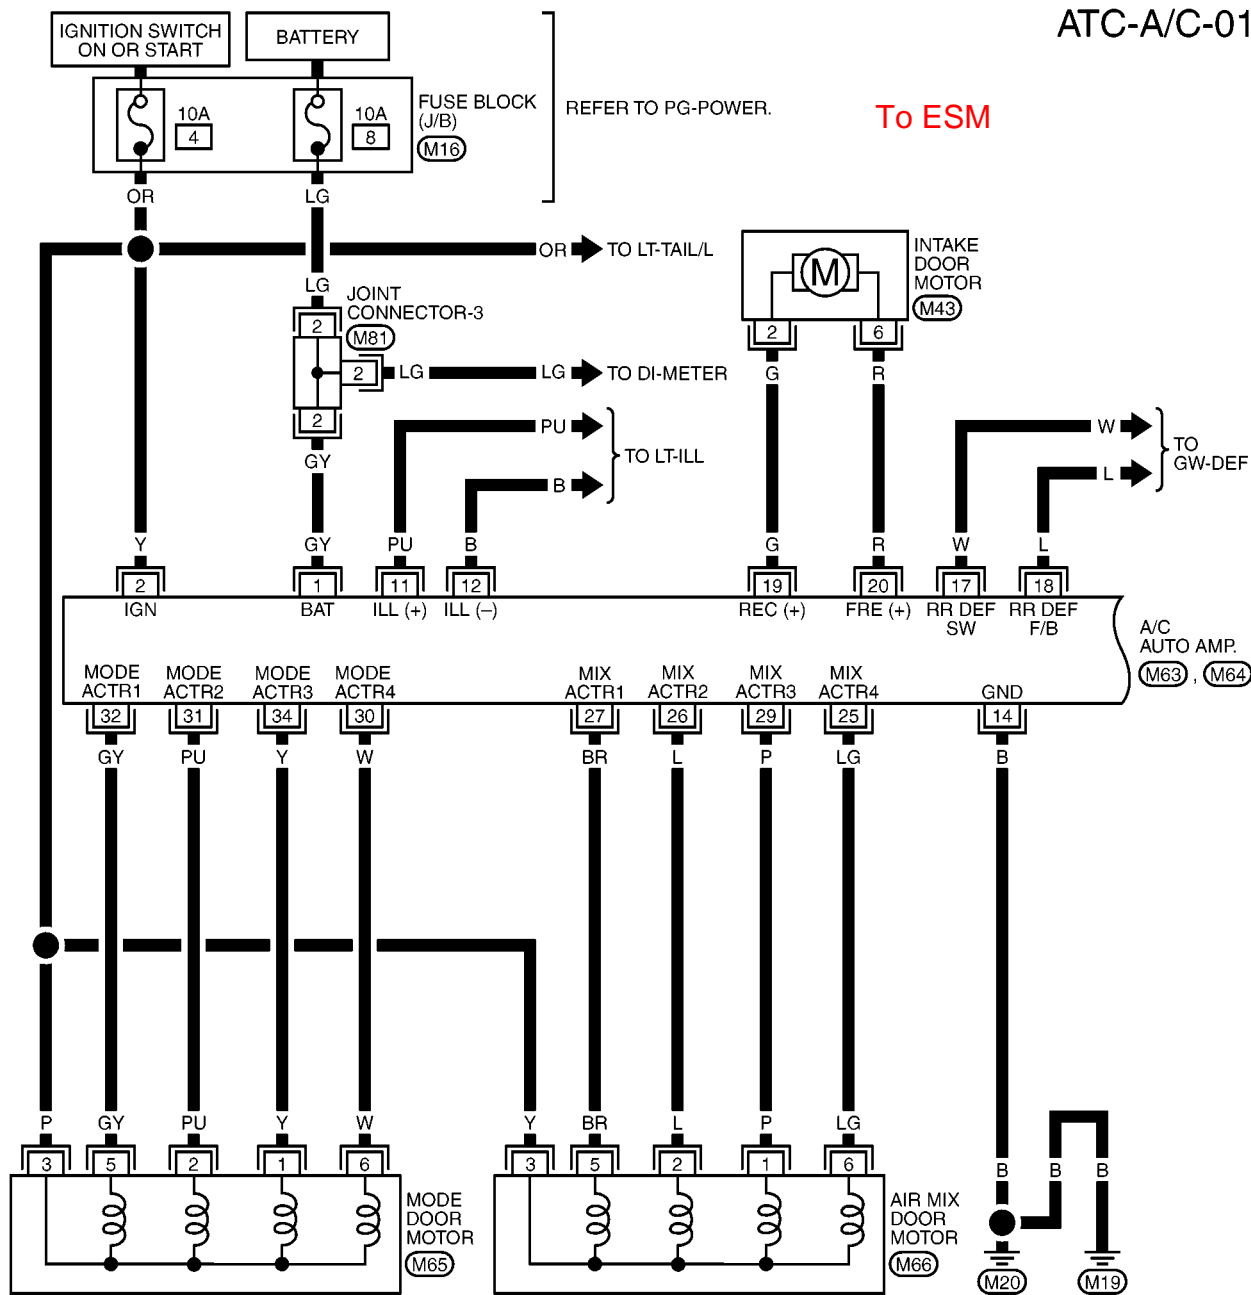 ATC-A/C-01
IGNITION SWITCH
ON OR START
BATTERY
10A
4
10A
8
FUSE BLOCK
(J/B)
M16
REFER TO PG-POWER.
To ESM
OR
LG
OR
TO LT-TAIL/L
LG
JOINT
CONNECTOR-3
M81
2
2
LG
LG
TO DI-METER
2
GY
PU
B
TO LT-ILL
M
INTAKE
DOOR
MOTOR
M43
2
6
G
R
W
L
TO
GW-DEF
Y
GY
PU
B
G
R
W
L
2
1
11
12
19
20
17
18
IGN
BAT
ILL (+)
ILL (–)
REC (+)
FRE (+)
RR DEF
SW
RR DEF
F/B
A/C
AUTO AMP.
M63 , M64
MODE
ACTR1
MODE
ACTR2
MODE
ACTR3
MODE
ACTR4
MIX
ACTR1
MIX
ACTR2
MIX
ACTR3
MIX
ACTR4
GND
32
31
34
30
27
26
29
25
14
GY
PU
Y
W
BR
L
P
LG
B
P
GY
PU
Y
W
Y
BR
L
P
LG
3
5
2
1
6
3
5
2
1
6
B
B
B
MODE
DOOR
MOTOR
M65
AIR MIX
DOOR
MOTOR
M66
M20
M19